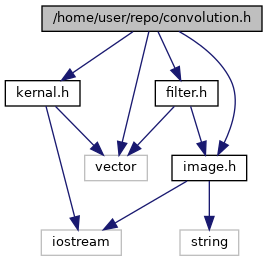 /home/user/repo/convolution.h
kernal.h
filter.h
vector
image.h
iostream
string